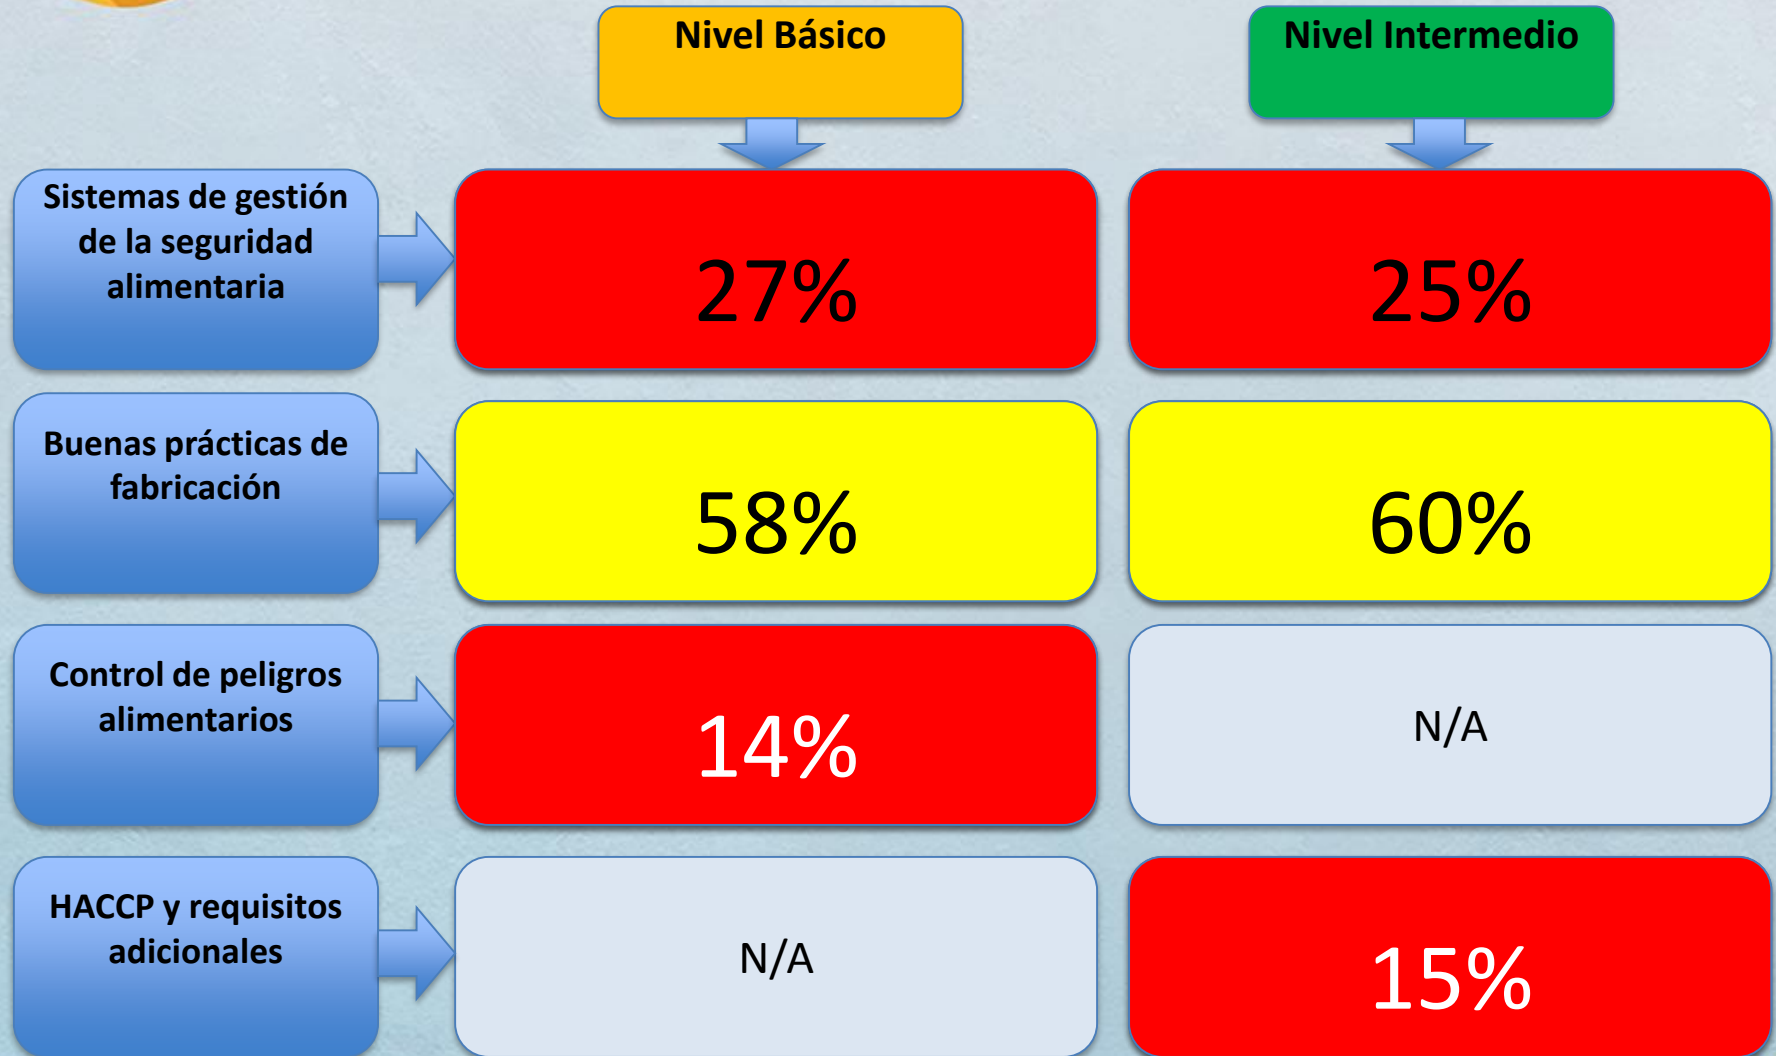 Nivel Básico
Nivel Intermedio
Sistemas de gestión
de la seguridad
alimentaria
27%
25%
Buenas prácticas de
fabricación
58%
60%
Control de peligros
alimentarios
14%
N/A
HACCP y requisitos
adicionales
N/A
15%